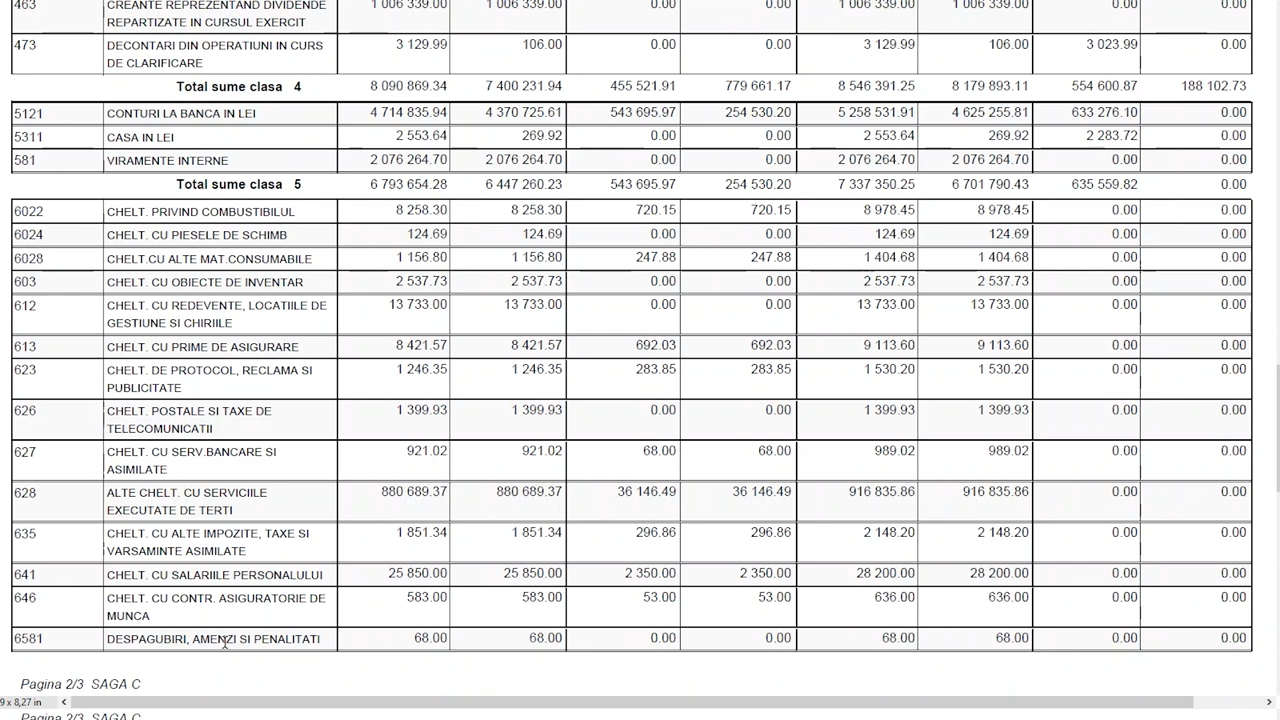 463 CREANTE REPREZENTAND DIVIDENDE 1 006 339.00 1 006 339.00 0.00 0.00 1 006 339.00 1 006 339.00 0.00 0.00
REPARTIZATE IN CURSUL EXERCIT
473 DECONTARI DIN OPERATIUNI IN CURS 3 129.99 106.00 0.00 0.00 3 129.99 106.00 3 023.99 0.00
DE CLARIFICARE
Total sume clasa 4 8 090 869.34 7 400 231.94 455 521.91 779 661.17 8 546 391.25 8 179 893.11 554 600.87 188 102.73
5121 CONTURI LA BANCA IN LEI 4 714 835.94 4 370 725.61 543 695.97 254 530.20 5 258 531.91 4 625 255.81 633 276.10 0.00
5311 CASA IN LEI 2 553.64 269.92 0.00 0.00 2 553.64 269.92 2 283.72 0.00
581 VIRAMENTE INTERNE 2 076 264.70 2 076 264.70 0.00 0.00 2 076 264.70 2 076 264.70 0.00 0.00
Total sume clasa 5 6 793 654.28 6 447 260.23 543 695.97 254 530.20 7 337 350.25 6 701 790.43 635 559.82 0.00
6022 CHELT. PRIVIND COMBUSTIBILUL 8 258.30 8 258.30 720.15 720.15 8 978.45 8 978.45 0.00 0.00
6024 CHELT. CU PIESELE DE SCHIMB 124.69 124.69 0.00 0.00 124.69 124.69 0.00 0.00
6028 CHELT.CU ALTE MAT.CONSUMABILE 1 156.80 1 156.80 247.88 247.88 1 404.68 1 404.68 0.00 0.00
603 CHELT. CU OBIECTE DE INVENTAR 2 537.73 2 537.73 0.00 0.00 2 537.73 2 537.73 0.00 0.00
612 CHELT. CU REDEVENTE, LOCATIILE DE 13 733.00 13 733.00 0.00 0.00 13 733.00 13 733.00 0.00 0.00
GESTIUNE SI CHIRIILE
613 CHELT. CU PRIME DE ASIGURARE 8 421.57 8 421.57 692.03 692.03 9 113.60 9 113.60 0.00 0.00
623 CHELT. DE PROTOCOL, RECLAMA SI 1 246.35 1 246.35 283.85 283.85 1 530.20 1 530.20 0.00 0.00
PUBLICITATE
626 CHELT. POSTALE SI TAXE DE 1 399.93 1 399.93 0.00 0.00 1 399.93 1 399.93 0.00 0.00
TELECOMUNICATII
627 CHELT. CU SERV.BANCARE SI 921.02 921.02 68.00 68.00 989.02 989.02 0.00 0.00
ASIMILATE
628 ALTE CHELT. CU SERVICIILE 880 689.37 880 689.37 36 146.49 36 146.49 916 835.86 916 835.86 0.00 0.00
EXECUTATE DE TERTI
635 CHELT. CU ALTE IMPOZITE, TAXE SI 1 851.34 1 851.34 296.86 296.86 2 148.20 2 148.20 0.00 0.00
VARSAMINTE ASIMILATE
641 CHELT. CU SALARIILE PERSONALULUI 25 850.00 25 850.00 2 350.00 2 350.00 28 200.00 28 200.00 0.00 0.00
646 CHELT. CU CONTR. ASIGURATORIE DE 583.00 583.00 53.00 53.00 636.00 636.00 0.00 0.00
MUNCA
6581 DESPAGUBIRI, AMENZI SI PENALITATI 68.00 68.00 0.00 0.00 68.00 68.00 0.00 0.00
Pagina 2/3 SAGA C
9 x 8,27 in
Pagina 2/3 SAGA C